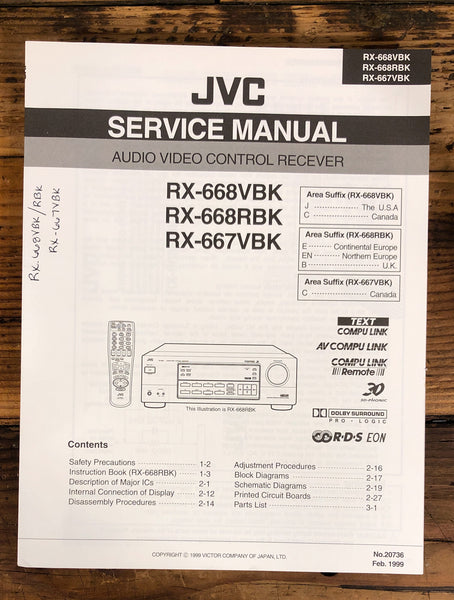 RX-668VBK
RX-668RBK
RX-667VBK
JVC
SERVICE MANUAL
AUDIO VIDEO CONTROL RECEVER
RX-668VBK/RBK
RX-667VBK
RX-668VBK
RX-668RBK
RX-667VBK
Area Suffix (RX-668VBK)
J ---------------- The U.S.A
C ---------------- Canada
Area Suffix (RX-668RBK)
E ------- Continental Europe
EN --------- Northern Europe
B ---------------------- U.K.
Area Suffix (RX-667VBK)
C ---------------- Canada
TEXT
COMPU LINK
AV COMPU LINK
COMPU LINK
Remote
3D
3D-PHONIC
DOLBY SURROUND
PRO · LOGIC
R·D·S EON
JVC
JVC
This illustration is RX-668RBK
Contents
Safety Precautions ------------ 1-2
Instruction Book (RX-668RBK) ------ 1-3
Description of Major ICs ---------- 2-1
Internal Connection of Display ------ 2-12
Disassembly Procedures ---------- 2-14
Adjustment Procedures ---------- 2-16
Block Diagrams ---------------- 2-17
Schematic Diagrams ------------ 2-19
Printed Circuit Boards ---------- 2-27
Parts List -------------------- 3-1
COPYRIGHT © 1999 VICTOR COMPANY OF JAPAN, LTD.
No.20736
Feb. 1999